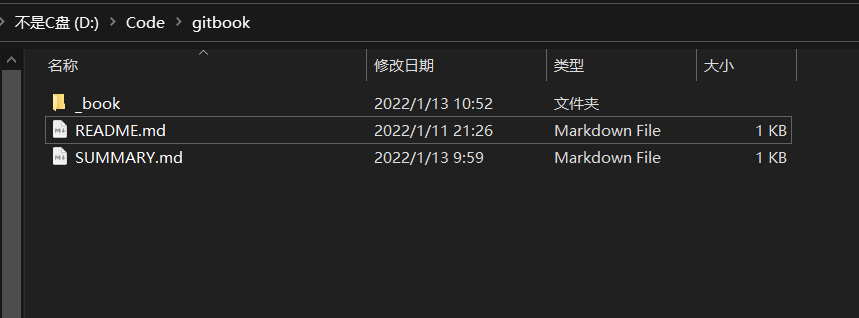 不是C盘 (D:) Code gitbook
名称 修改日期 类型 大小
_book 2022/1/13 10:52 文件夹
README.md 2022/1/11 21:26 Markdown File 1 KB
SUMMARY.md 2022/1/13 9:59 Markdown File 1 KB